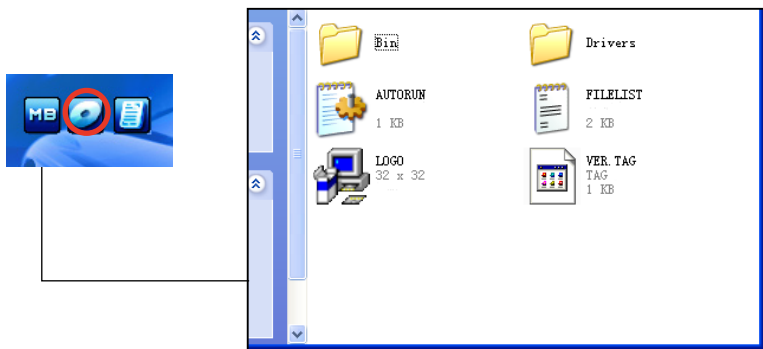 MB
Bin
Drivers
AUTORUN
1 KB
FILELIST
2 KB
LOGO
32 x 32
VER.TAG
TAG
1 KB